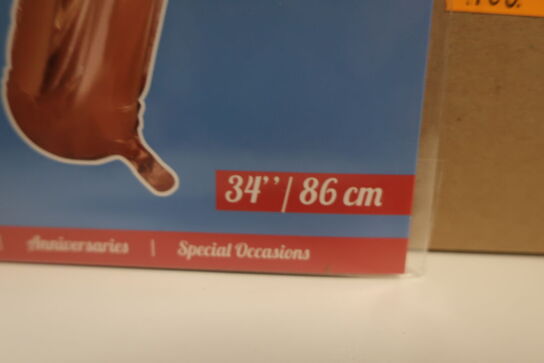 34’’ / 86 cm
| Anniversaries | Special Occasions